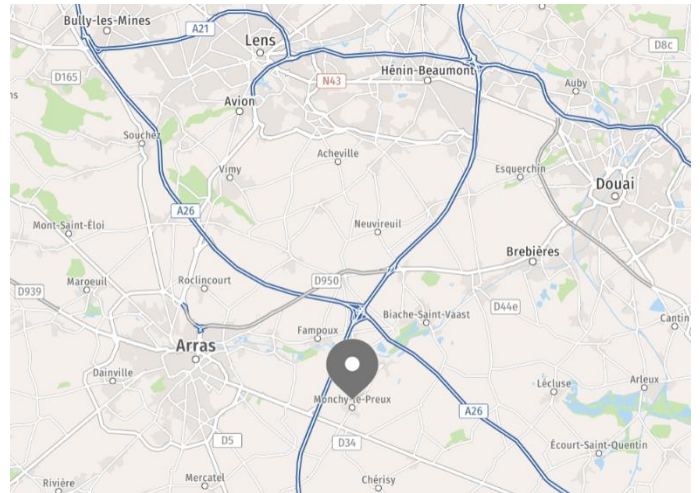 Bully-les-Mines
A21
Lens
D8c
D165
N43
Hénin-Beaumont
Auby
Avion
Souchez
Acheville
Vimy
Esquerchin
Douai
A26
Mont-Saint-Éloi
Neuvireuil
Brebières
D950
Roclincourt
Maroeuil
D939
D44e
Biache-Saint-Vaast
Cantin
Fampoux
Arras
Dainville
Monchy-le-Preux
Lécluse
Arleux
A26
D5
D34
Écourt-Saint-Quentin
Rivière
Mercatel
Chérisy